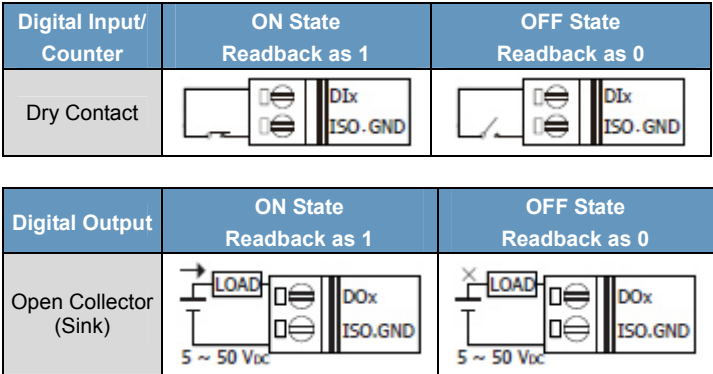 Digital Input/
Counter
ON State
Readback as 1
OFF State
Readback as 0
Dry Contact
DIx
ISO.GND
DIx
ISO.GND
Digital Output
ON State
Readback as 1
OFF State
Readback as 0
Open Collector
(Sink)
LOAD
DOx
ISO.GND
5 ~ 50 VDC
LOAD
DOx
ISO.GND
5 ~ 50 VDC